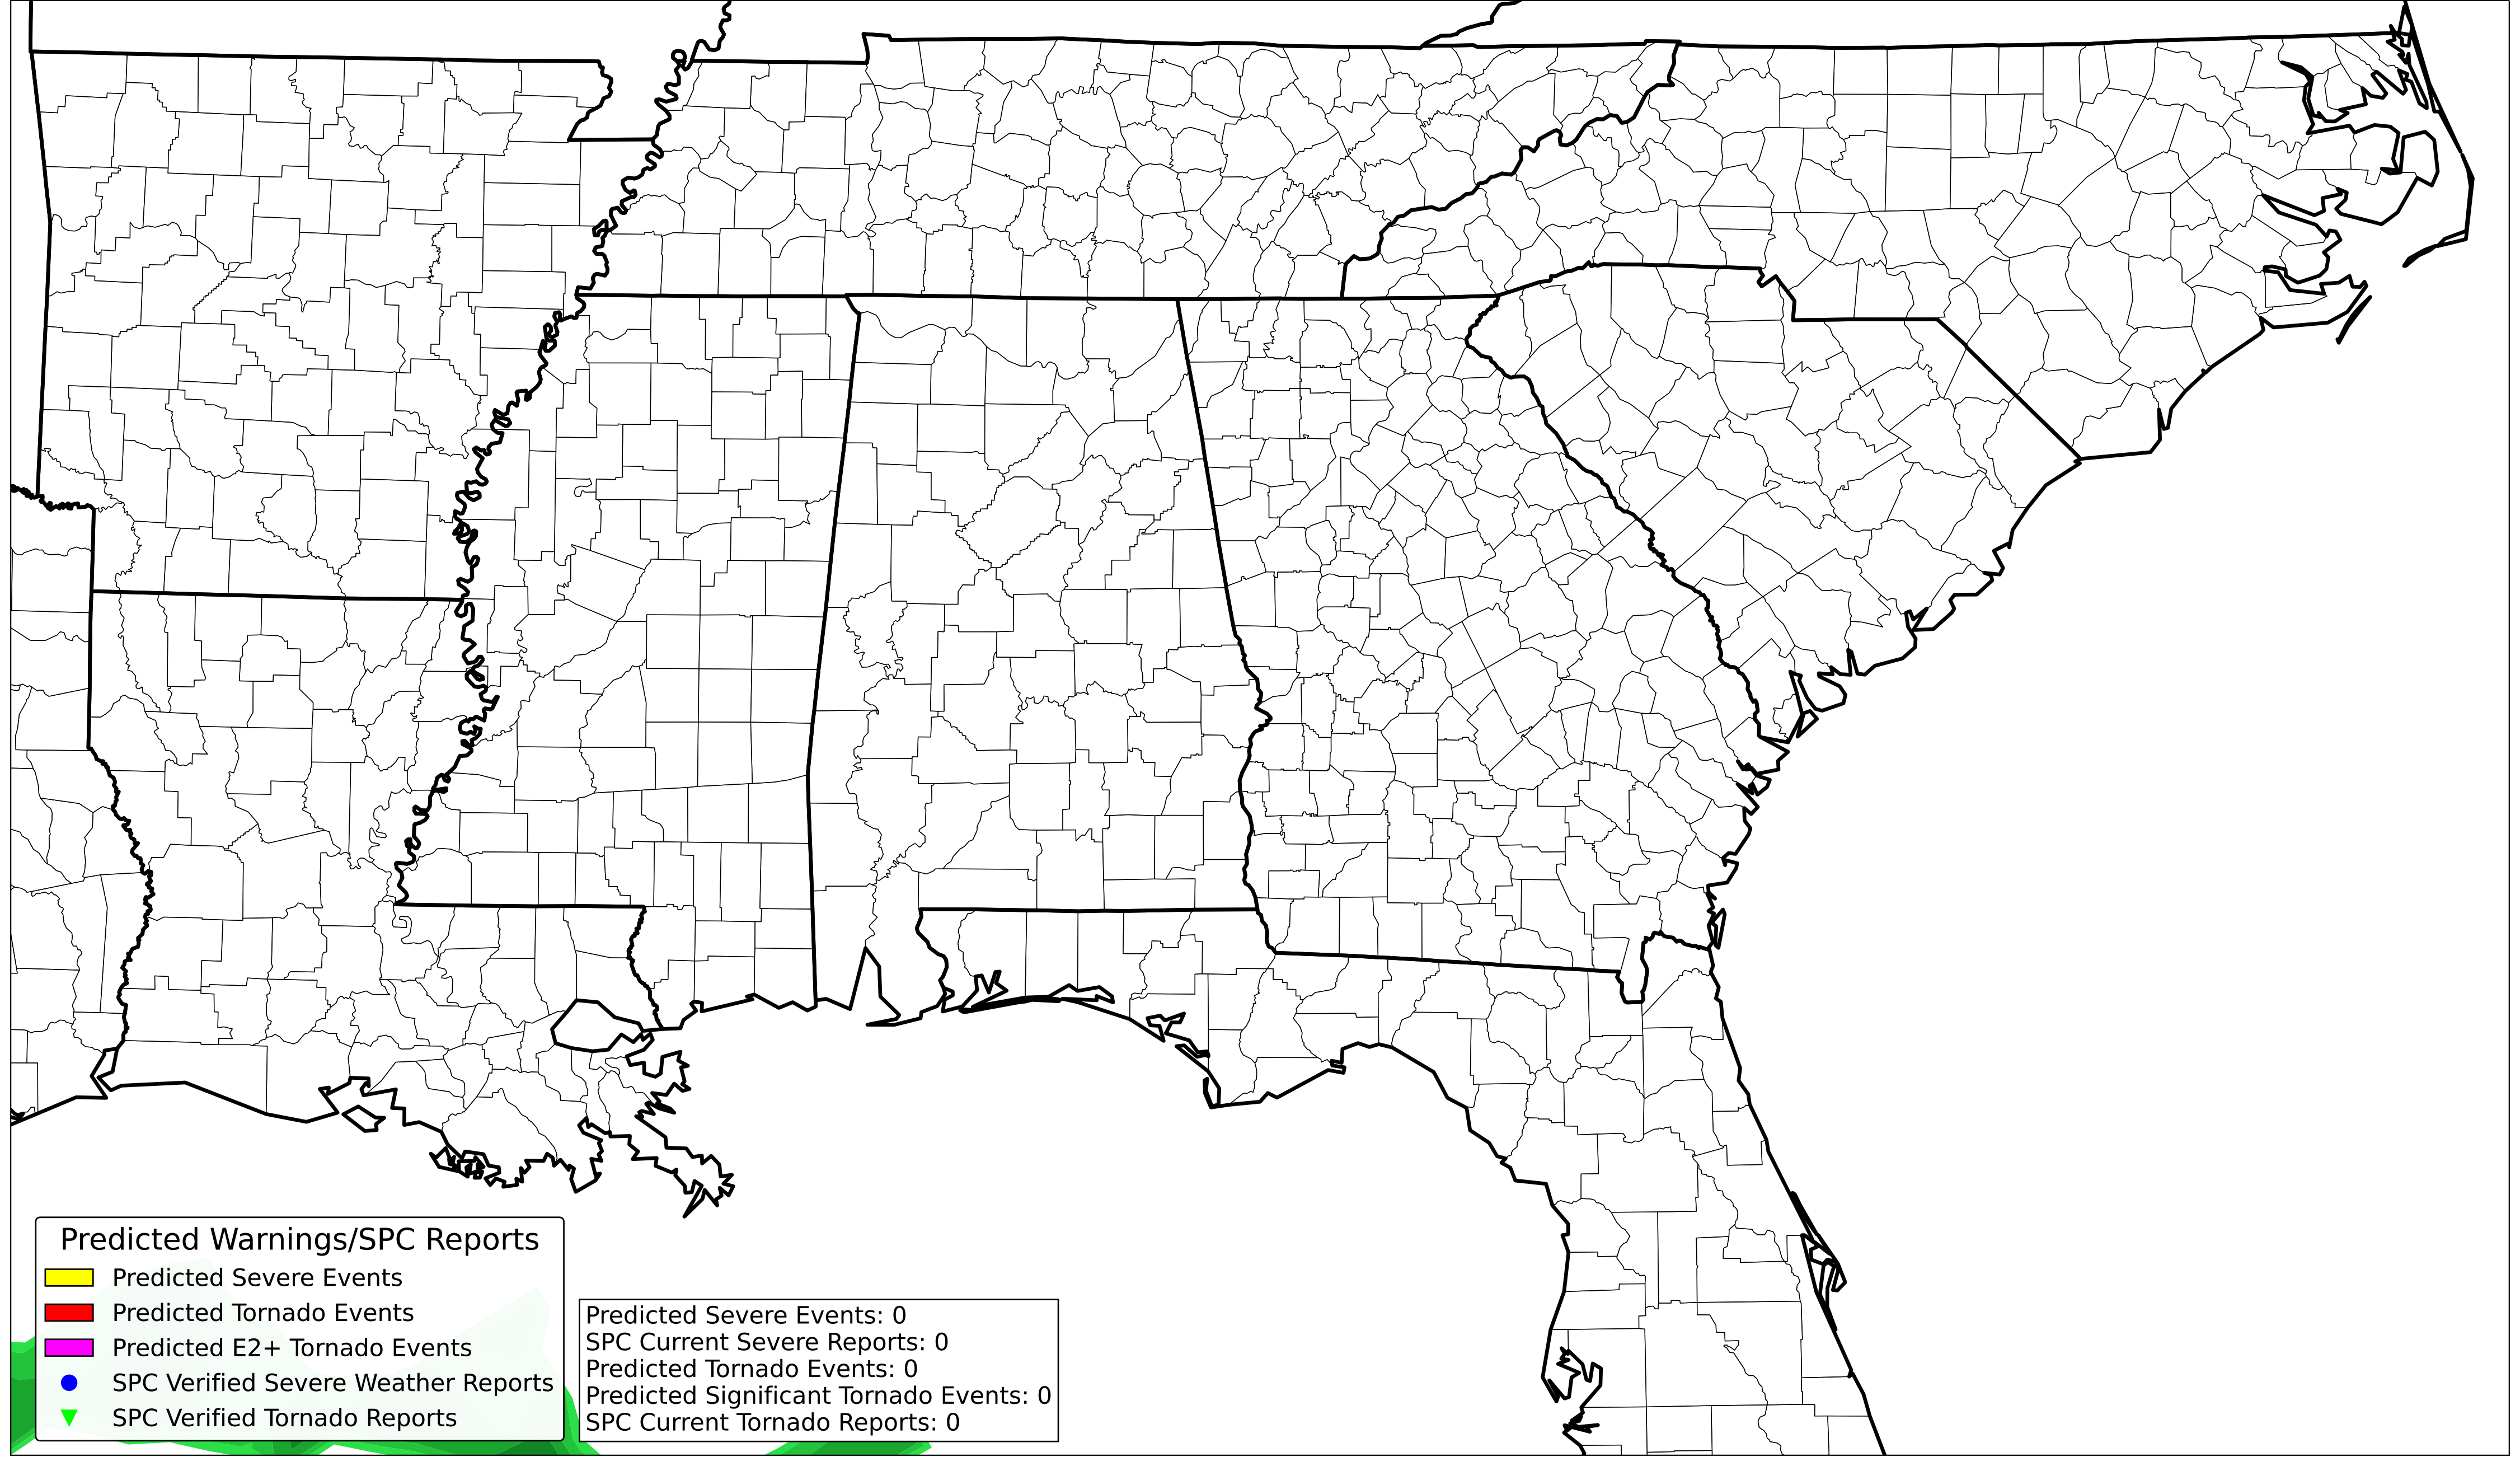 Predicted Warnings/SPC Reports
Predicted Severe Events
Predicted Tornado Events
Predicted E2+ Tornado Events
SPC Verified Severe Weather Reports
SPC Verified Tornado Reports
Predicted Severe Events: 0
SPC Current Severe Reports: 0
Predicted Tornado Events: 0
Predicted Significant Tornado Events: 0
SPC Current Tornado Reports: 0